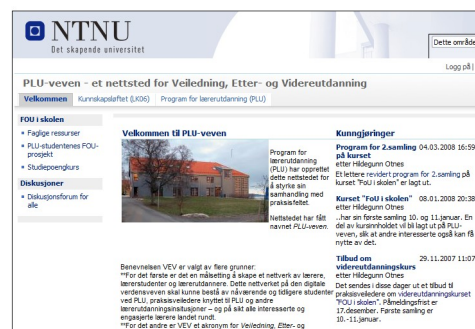 NTNU
Det skapende universitet
Dette område
Logg på |
PLU-veven - et nettsted for Veiledning, Etter- og Videreutdanning
Velkommen
Kunnskapsløftet (LK06)
Program for lærerutdanning (PLU)
FOU i skolen
Faglige ressurser
PLU-studentenes FOU-
prosjekt
Studiepoengkurs
Diskusjoner
Diskusjonsforum for
alle
Velkommen til PLU-veven
Program for
lærerutdanning
(PLU) har opprettet
dette nettstedet for
å styrke sin
samhandling med
praksisfeltet.
Nettstedet har fått
navnet PLU-veven.
Benevnelsen VEV er valgt av flere grunner:
**For det første er det en målsetting å skape et nettverk av lærere,
lærerstudenter og lærerutdannere. Dette nettverket på den digitale
verdensveven skal kunne bestå av nåværende og tidligere studenter
ved PLU, praksisveiledere knyttet til PLU og andre
lærerutdanningsinstitusjoner – og på sikt alle interesserte og
engasjerte lærere landet rundt.
**For det andre er VEV et akronym for Veiledning, Etter- og
Kunngjøringer
Program for 2.samling 04.03.2008 16:59
på kurset
etter Hildegunn Otnes
Et lettere revidert program for 2.samling på
kurset "FoU i skolen" er lagt ut.
Kurset "FoU i skolen" 08.01.2008 20:38
etter Hildegunn Otnes
..har sin første samling 10. og 11.januar. En
del av kursinnholdet vil bli lagt ut på PLU-
veven, slik at andre interesserte også kan få
nytte av det.
Tilbud om 29.11.2007 11:07
videreutdanningskurs
etter Hildegunn Otnes
Det sendes i disse dager ut et tilbud til
praksisveiledere om videreutdanningskurset
"FOU i skolen". Påmeldingsfrist er
17.desember. Første samling er
10.-11.januar.